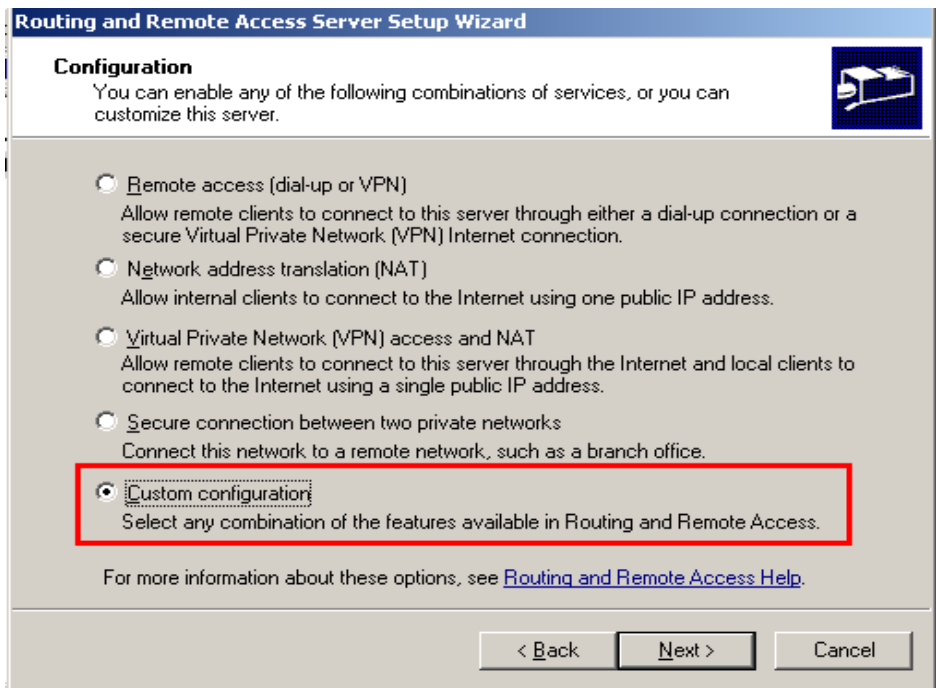 Routing and Remote Access Server Setup Wizard
Configuration
You can enable any of the following combinations of services, or you can
customize this server.
Remote access (dial-up or VPN)
Allow remote clients to connect to this server through either a dial-up connection or a
secure Virtual Private Network (VPN) Internet connection.
Network address translation (NAT)
Allow internal clients to connect to the Internet using one public IP address.
Virtual Private Network (VPN) access and NAT
Allow remote clients to connect to this server through the Internet and local clients to
connect to the Internet using a single public IP address.
Secure connection between two private networks
Connect this network to a remote network, such as a branch office.
Custom configuration
Select any combination of the features available in Routing and Remote Access.
For more information about these options, see Routing and Remote Access Help.
< Back
Next >
Cancel